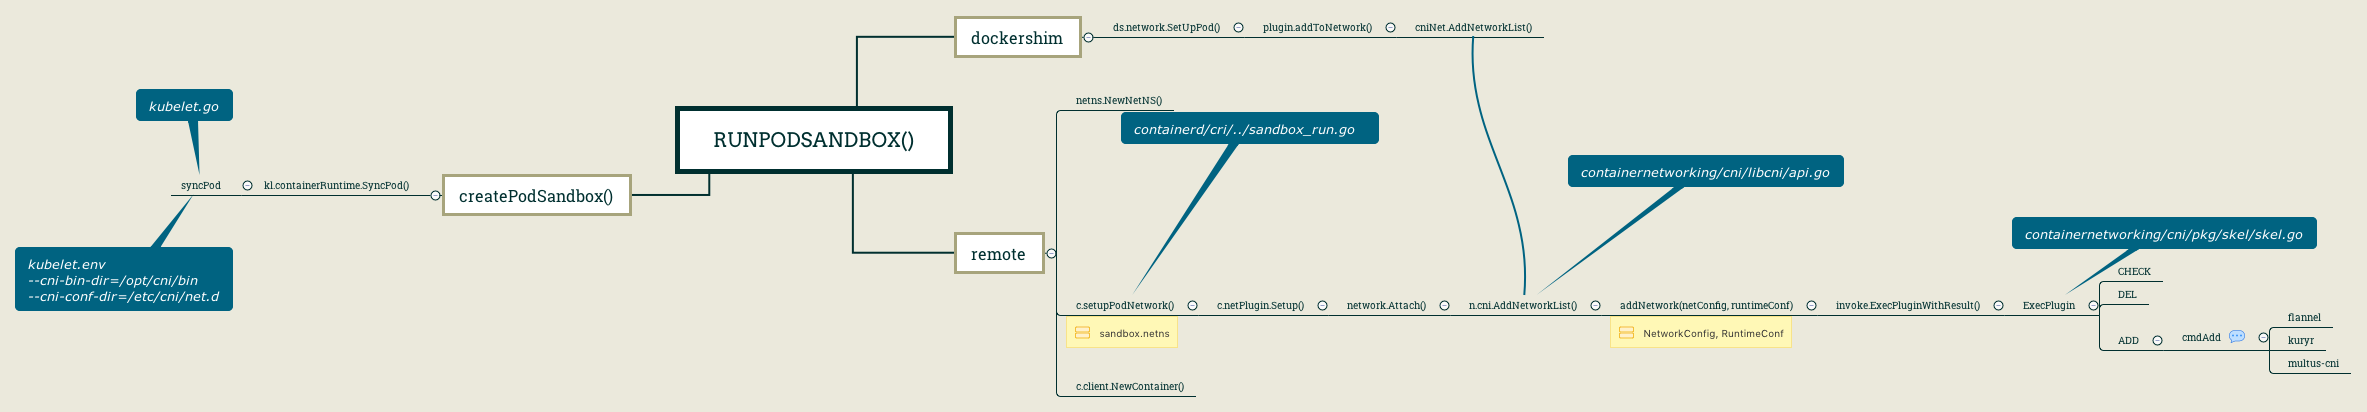 dockershim
ds.network.SetUpPod()
plugin.addToNetwork()
cniNet.AddNetworkList()
kubelet.go
netns.NewNetNS()
containerd/cri/../sandbox_run.go
RUNPODSANDBOX()
containernetworking/cni/libcni/api.go
syncPod
kl.containerRuntime.SyncPod()
createPodSandbox()
containernetworking/cni/pkg/skel/skel.go
remote
kubelet.env
--cni-bin-dir=/opt/cni/bin
--cni-conf-dir=/etc/cni/net.d
CHECK
DEL
c.setupPodNetwork()
c.netPlugin.Setup()
network.Attach()
n.cni.AddNetworkList()
addNetwork(netConfig, runtimeConf)
invoke.ExecPluginWithResult()
ExecPlugin
sandbox.netns
NetworkConfig, RuntimeConf
ADD
cmdAdd
flannel
kuryr
multus-cni
c.client.NewContainer()